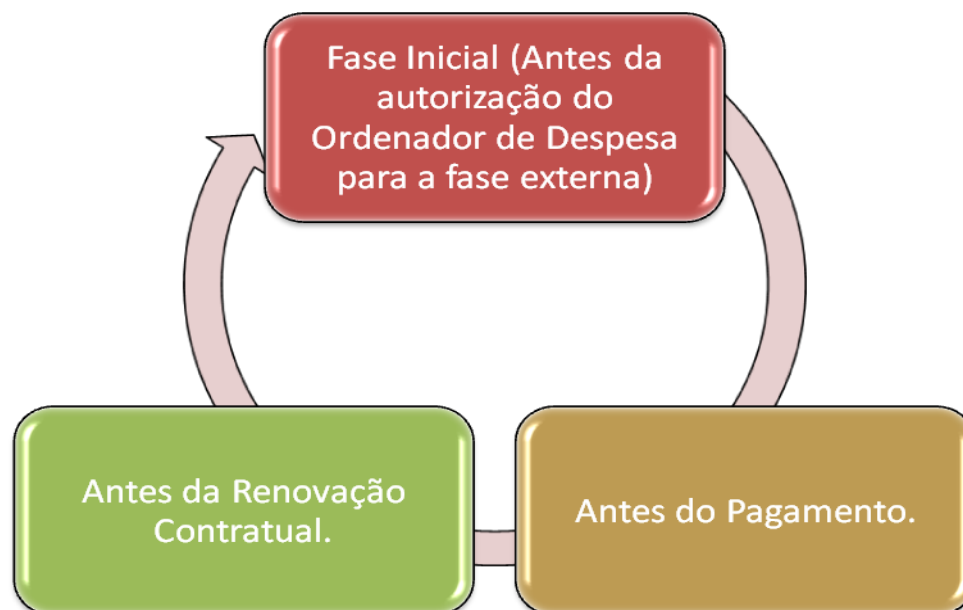 Fase Inicial (Antes da
autorização do
Ordenador de Despesa
para a fase externa)
Antes da Renovação
Contratual.
Antes do Pagamento.